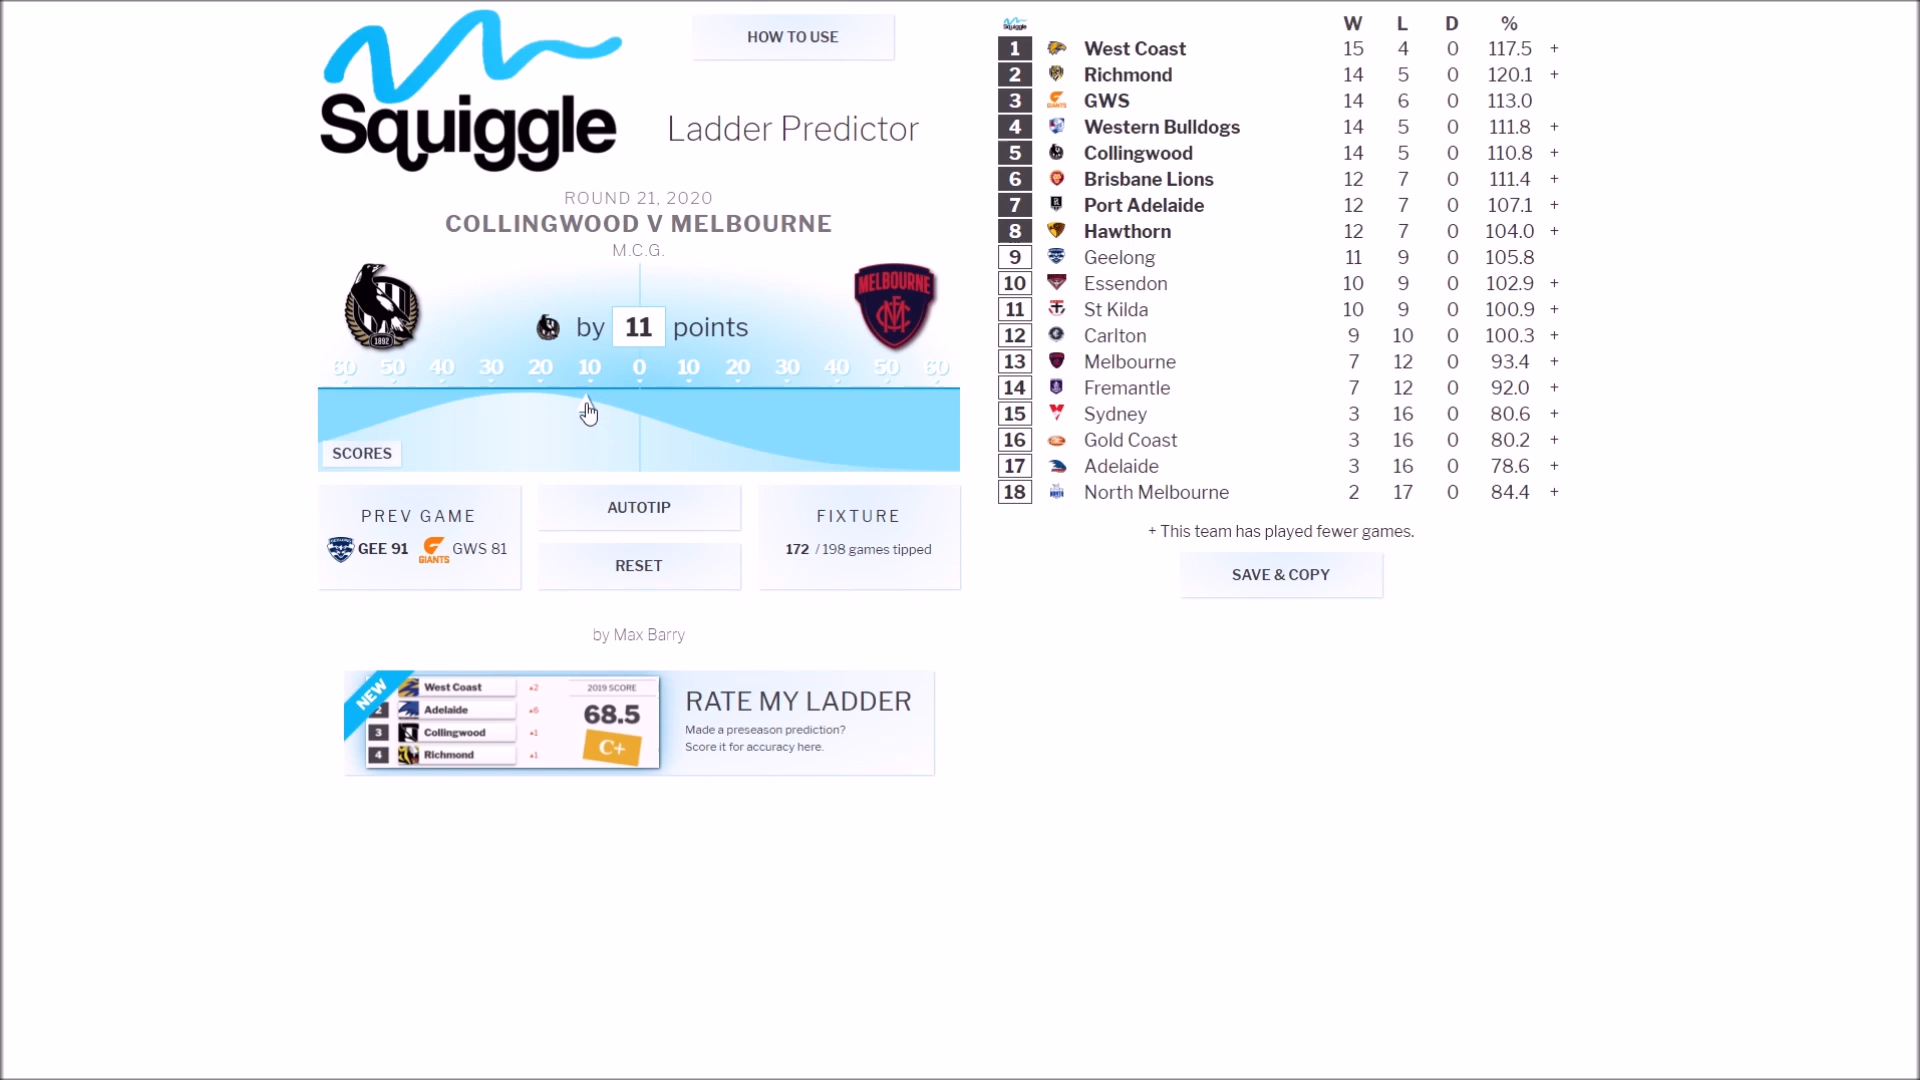 Squiggle
HOW TO USE
Ladder Predictor
ROUND 21, 2020
COLLINGWOOD V MELBOURNE
M.C.G.
1892
MELBOURNE
by 11 points
60 50 40 30 20 10 0 10 20 30 40 50 60
SCORES
PREV GAME
GEE 91 GIANTS GWS 81
AUTOTIP
RESET
FIXTURE
172 / 198 games tipped
by Max Barry
NEW
West Coast
2 Adelaide
3 Collingwood
4 Richmond
2019 SCORE
68.5
C+
RATE MY LADDER
Made a preseason prediction?
Score it for accuracy here.
Squiggle W L D %
1 West Coast 15 4 0 117.5 +
2 Richmond 14 5 0 120.1 +
3 GWS 14 6 0 113.0
4 Western Bulldogs 14 5 0 111.8 +
5 Collingwood 14 5 0 110.8 +
6 Brisbane Lions 12 7 0 111.4 +
7 Port Adelaide 12 7 0 107.1 +
8 Hawthorn 12 7 0 104.0 +
9 Geelong 11 9 0 105.8
10 Essendon 10 9 0 102.9 +
11 St Kilda 10 9 0 100.9 +
12 Carlton 9 10 0 100.3 +
13 Melbourne 7 12 0 93.4 +
14 Fremantle 7 12 0 92.0 +
15 Sydney 3 16 0 80.6 +
16 Gold Coast 3 16 0 80.2 +
17 Adelaide 3 16 0 78.6 +
18 North Melbourne 2 17 0 84.4 +
+ This team has played fewer games.
SAVE & COPY